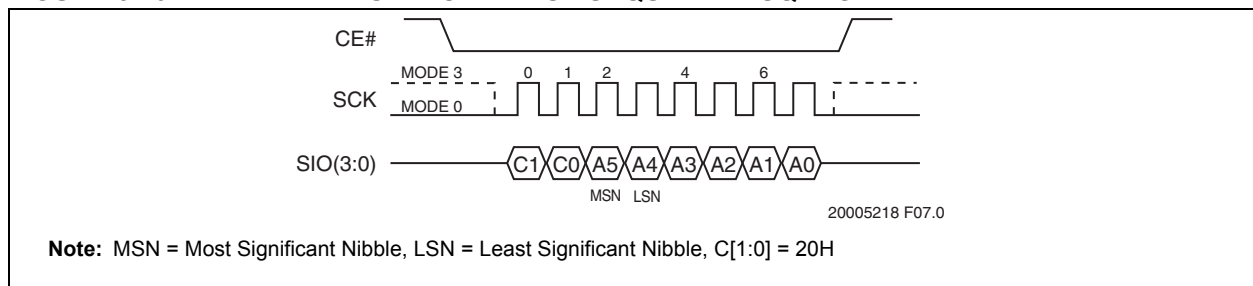 CE#
MODE 3 0 1 2 4 6
SCK MODE 0
SIO(3:0) C1 C0 A5 A4 A3 A2 A1 A0
MSN LSN
20005218 F07.0
Note: MSN = Most Significant Nibble, LSN = Least Significant Nibble, C[1:0] = 20H